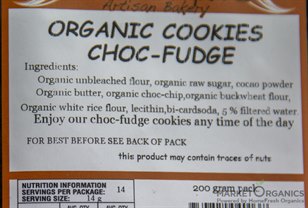 Artisan Bakery
ORGANIC COOKIES
CHOC-FUDGE
Ingredients:
Organic unbleached flour, organic raw sugar, cacao powder
Organic butter, organic choc-chip,organic buckwheat flour,
Organic white rice flour, lecithin,bi-cardsoda, 5 % filtered water.
Enjoy our choc-fudge cookies any time of the day
FOR BEST BEFORE SEE BACK OF PACK
this product may contain traces of nuts
NUTRITION INFORMATION
SERVINGS PER PACKAGE: 14
SERVING SIZE: 14 g
200 gram pack
MARKET ORGANICS
Powered by HomeFresh Organics